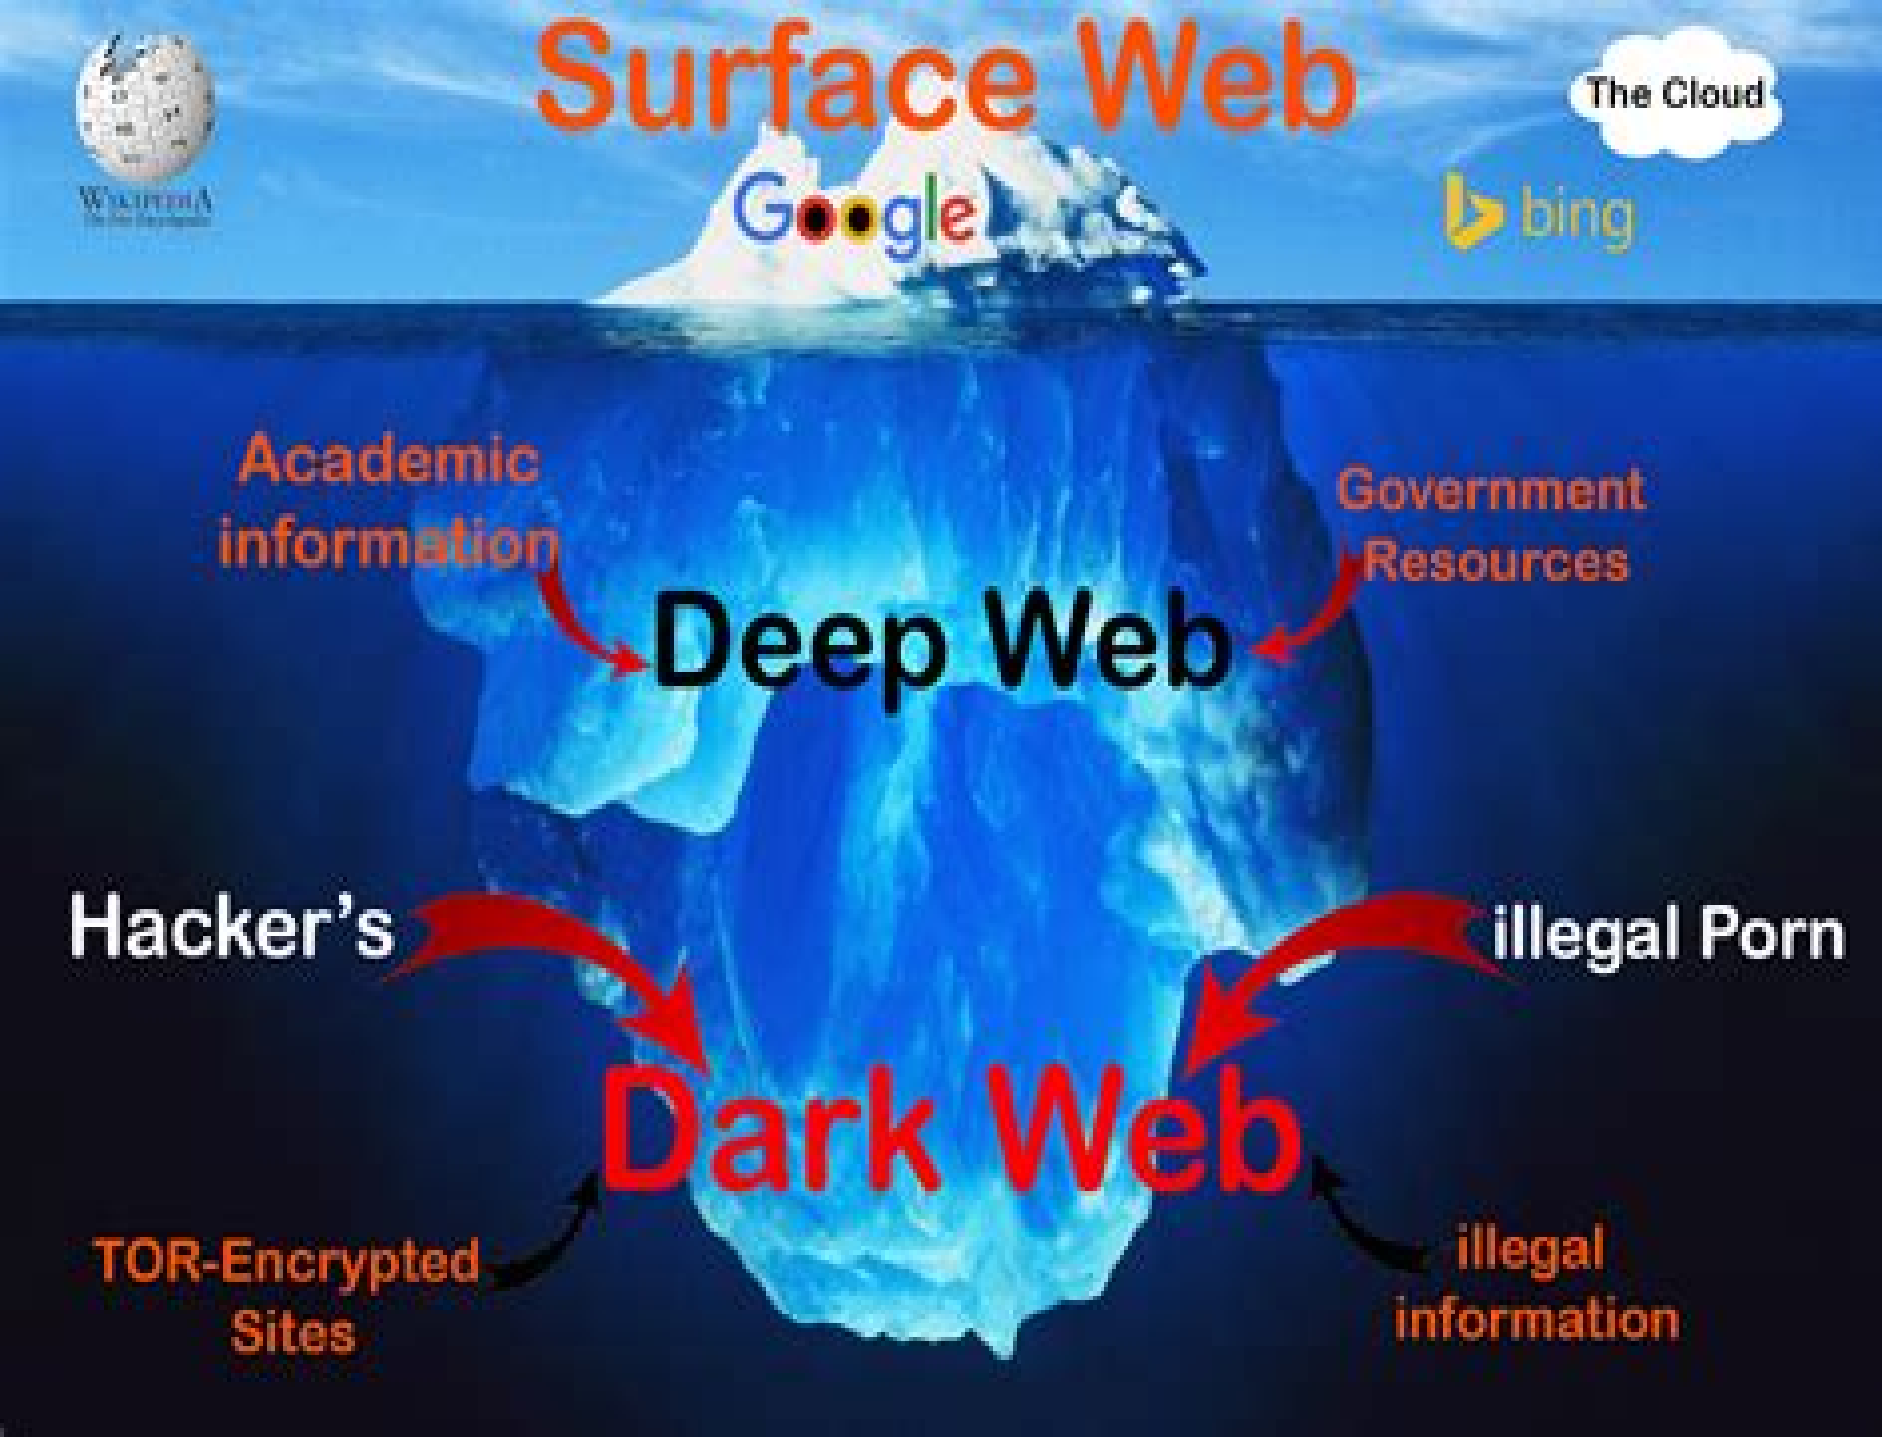 Surface Web
The Cloud
WIKIPEDIA
Google
bing
Academic
information
Government
Resources
Deep Web
Hacker's
illegal Porn
Dark Web
TOR-Encrypted
Sites
illegal
information